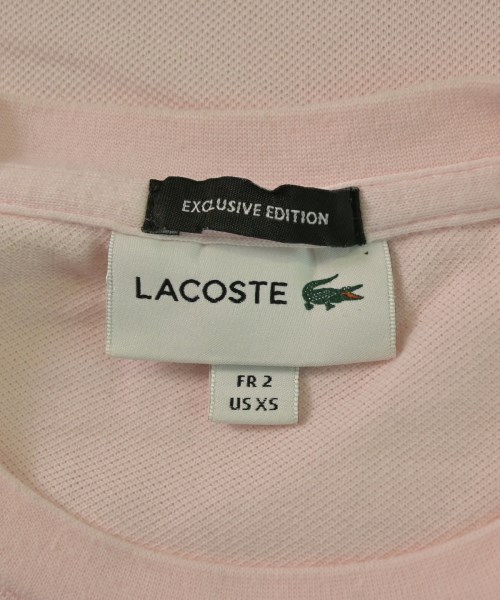 EXCLUSIVE EDITION
LACOSTE
FR 2
US XS